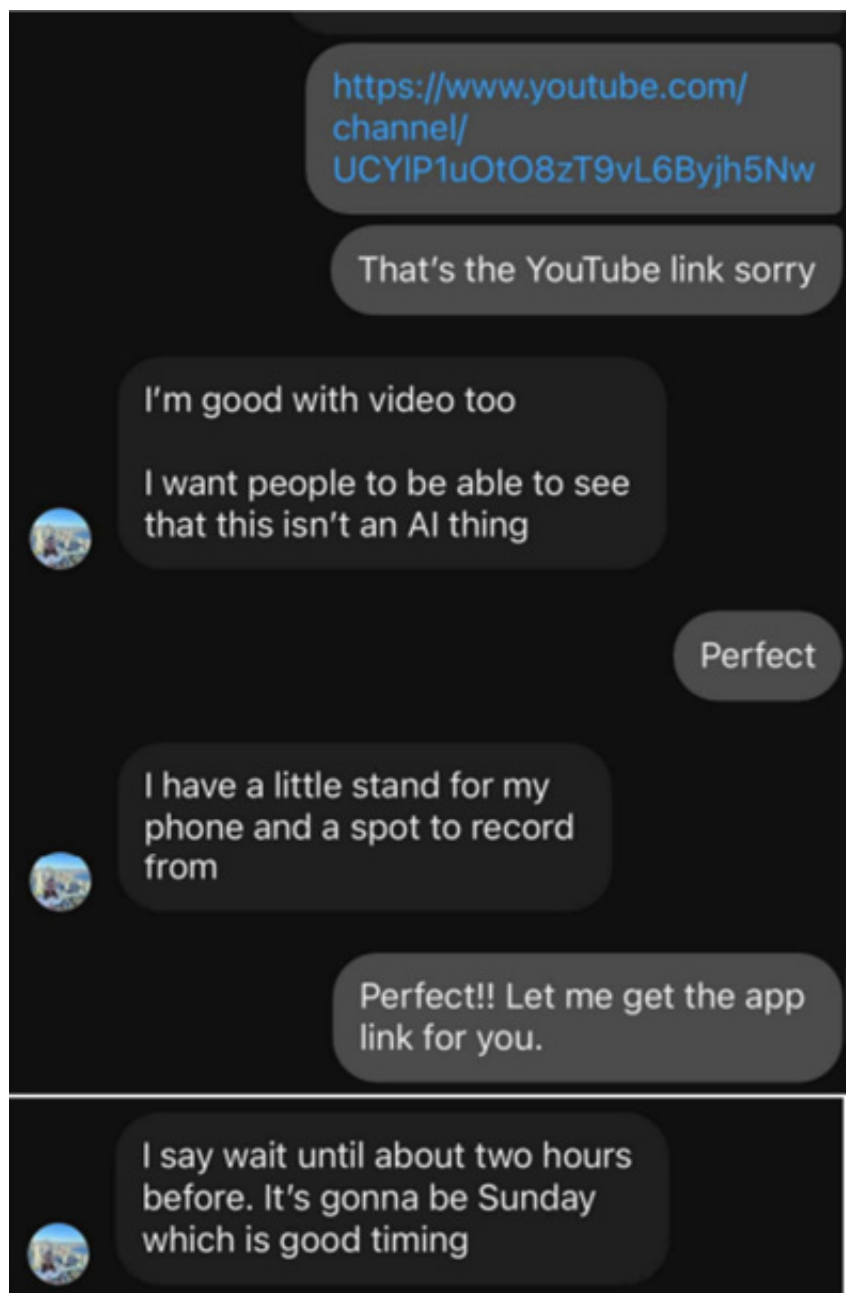 https://www.youtube.com/
channel/
UCYIP1uOtO8zT9vL6Byjh5Nw
That's the YouTube link sorry
I'm good with video too
I want people to be able to see
that this isn't an AI thing
Perfect
I have a little stand for my
phone and a spot to record
from
Perfect!! Let me get the app
link for you.
I say wait until about two hours
before. It's gonna be Sunday
which is good timing